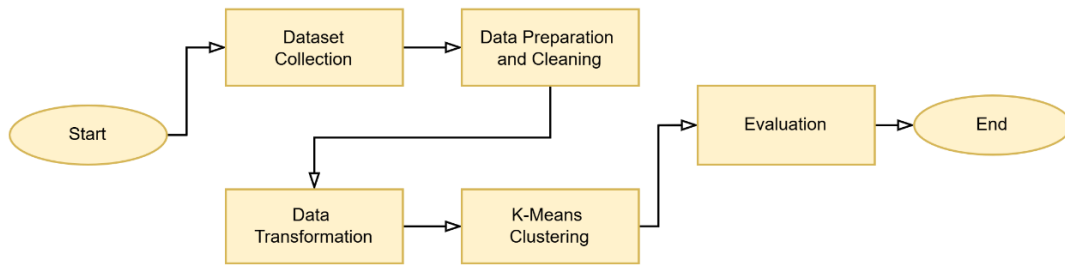 Start
Dataset
Collection
Data Preparation
and Cleaning
Data
Transformation
K-Means
Clustering
Evaluation
End